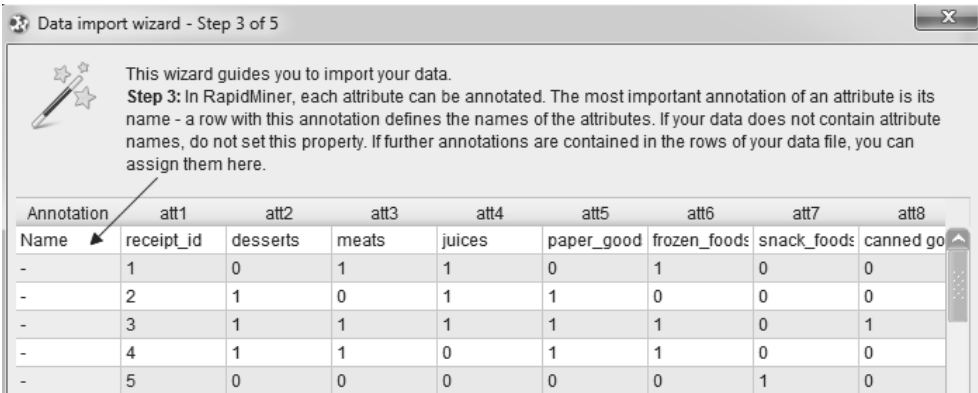 Data import wizard - Step 3 of 5
This wizard guides you to import your data.
Step 3: In RapidMiner, each attribute can be annotated. The most important annotation of an attribute is its
name - a row with this annotation defines the names of the attributes. If your data does not contain attribute
names, do not set this property. If further annotations are contained in the rows of your data file, you can
assign them here.
Annotation att1 att2 att3 att4 att5 att6 att7 att8
Name receipt_id desserts meats juices paper_good frozen_foods snack_foods canned go
- 1 0 1 1 0 1 0 0
- 2 1 0 1 1 0 0 0
- 3 1 1 1 1 1 0 1
- 4 1 1 0 1 1 0 0
- 5 0 0 0 0 0 1 0